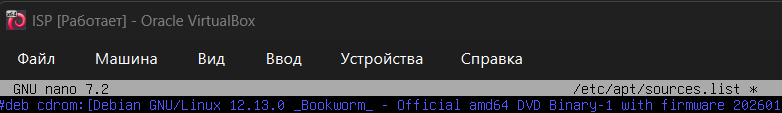 ISP [Работает] - Oracle VirtualBox
Файл Машина Вид Ввод Устройства Справка
GNU nano 7.2 /etc/apt/sources.list *
#deb cdrom:[Debian GNU/Linux 12.13.0 _Bookworm_ - Official amd64 DVD Binary-1 with firmware 202601